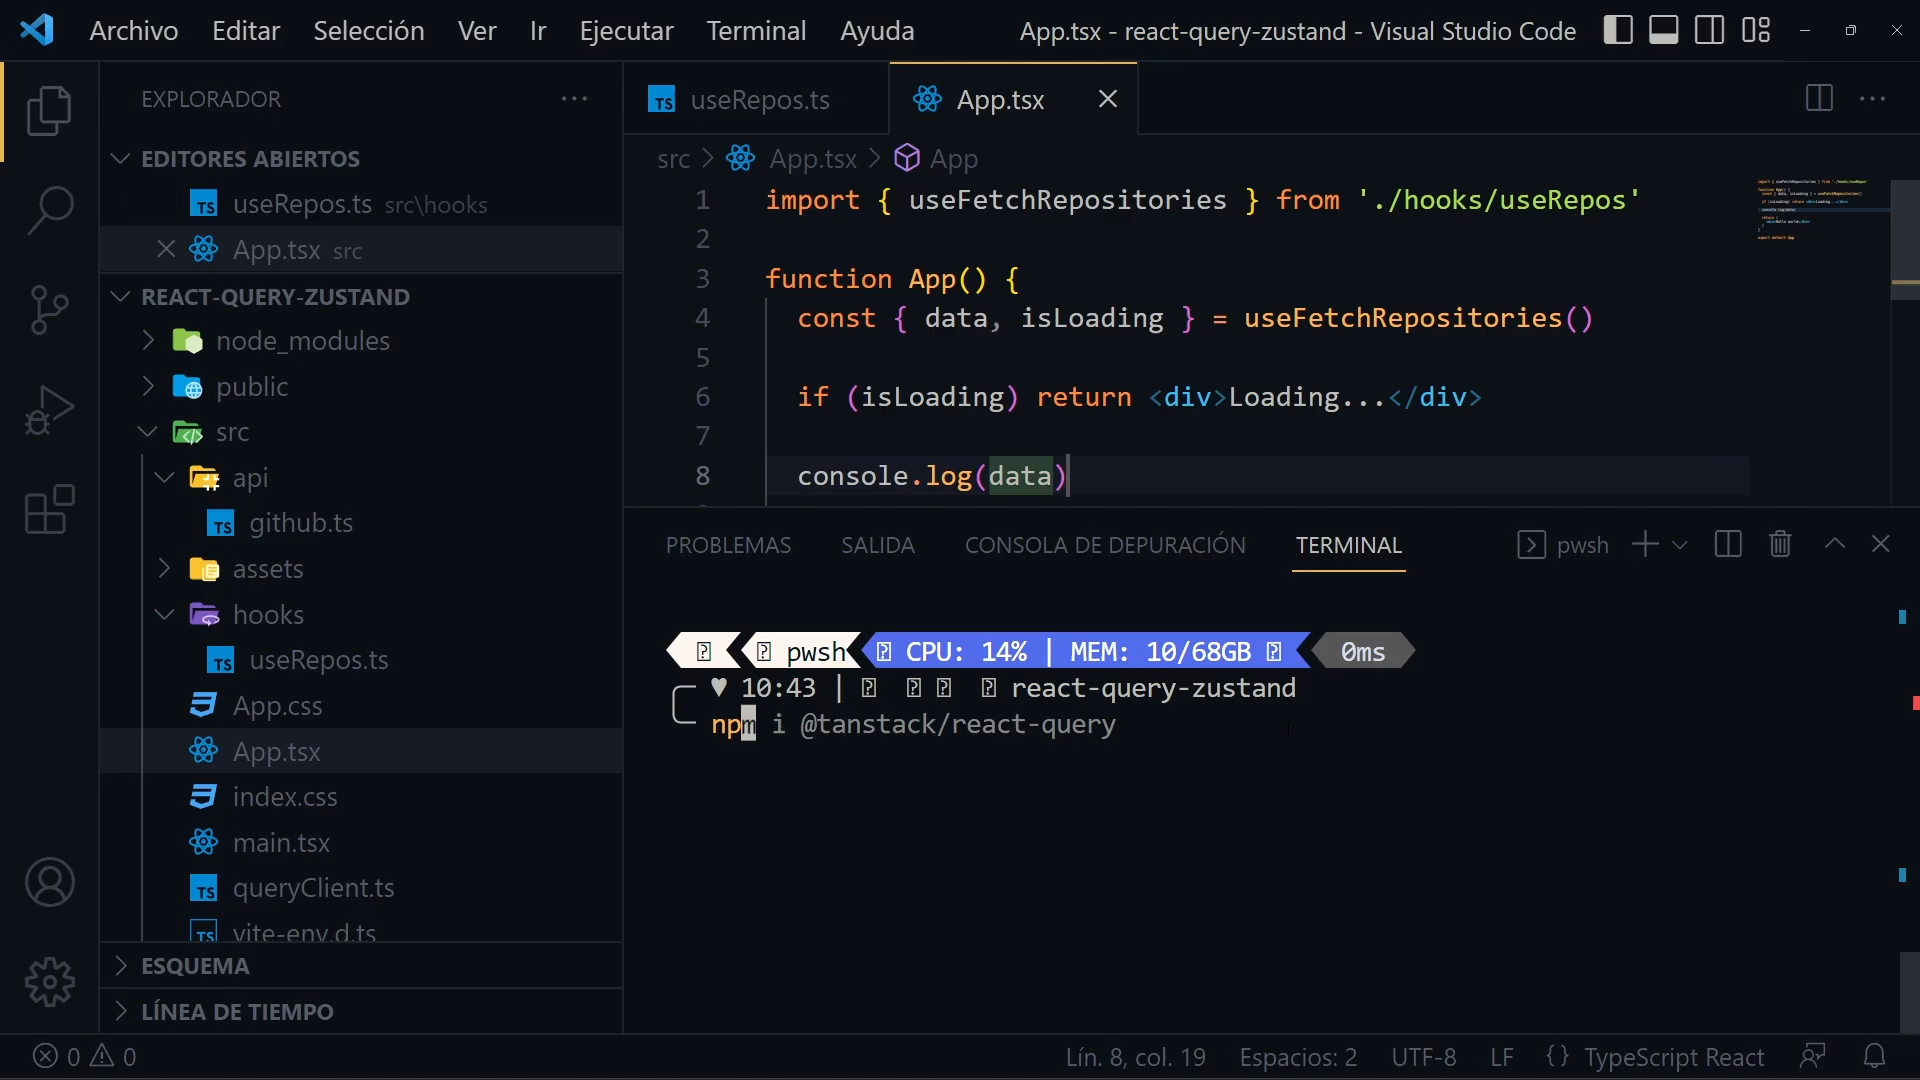 Archivo Editar Selección Ver Ir Ejecutar Terminal Ayuda App.tsx - react-query-zustand - Visual Studio Code
EXPLORADOR
EDITORES ABIERTOS
useRepos.ts src\hooks
App.tsx src
REACT-QUERY-ZUSTAND
node_modules
public
src
api
github.ts
assets
hooks
useRepos.ts
App.css
App.tsx
index.css
main.tsx
queryClient.ts
vite-env.d.ts
ESQUEMA
LÍNEA DE TIEMPO
useRepos.ts App.tsx
src > App.tsx > App
1 import { useFetchRepositories } from './hooks/useRepos'
2
3 function App() {
4 const { data, isLoading } = useFetchRepositories()
5
6 if (isLoading) return <div>Loading...</div>
7
8 console.log(data)
PROBLEMAS SALIDA CONSOLA DE DEPURACIÓN TERMINAL pwsh
pwsh CPU: 14% | MEM: 10/68GB 0ms
♥ 10:43 | react-query-zustand
npm i @tanstack/react-query
0 0 Lín. 8, col. 19 Espacios: 2 UTF-8 LF {} TypeScript React